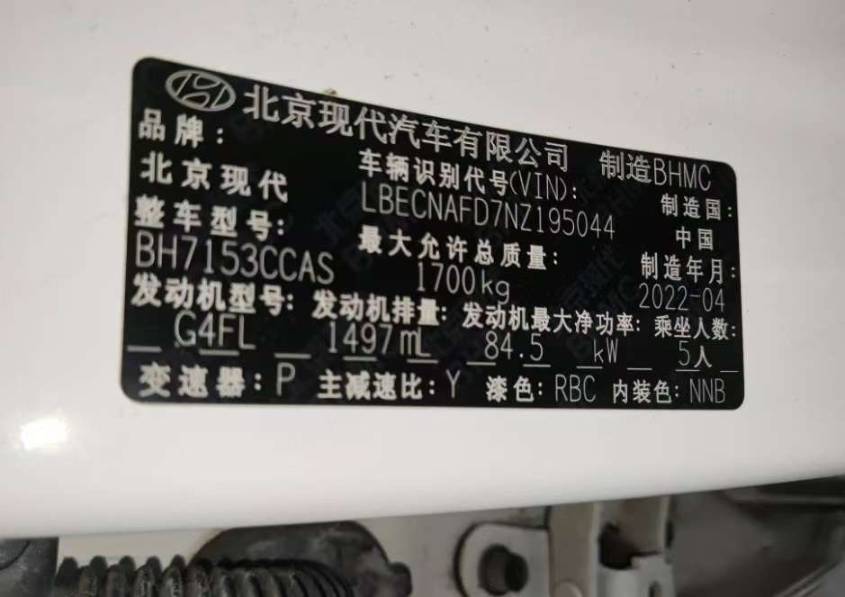 北京现代汽车有限公司 制造BHMC
品牌: 车辆识别代号(VIN): 制造国:
北京现代 LBECNAFD7NZ195044 中国
整车型号: 最大允许总质量: 制造年月:
BH7153CCAS 1700kg 2022-04
发动机型号: 发动机排量: 发动机最大净功率: 乘坐人数:
G4FL 1497mL 84.5 kW 5人
变速器: P 主减速比: Y 漆色: RBC 内装色: NNB